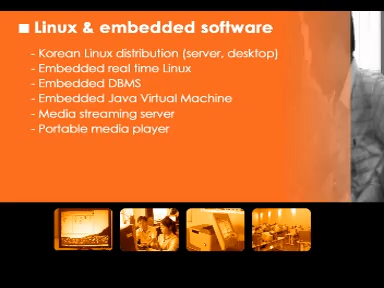 ■ Linux & embedded software
- Korean Linux distribution (server, desktop)
- Embedded real time Linux
- Embedded DBMS
- Embedded Java Virtual Machine
- Media streaming server
- Portable media player